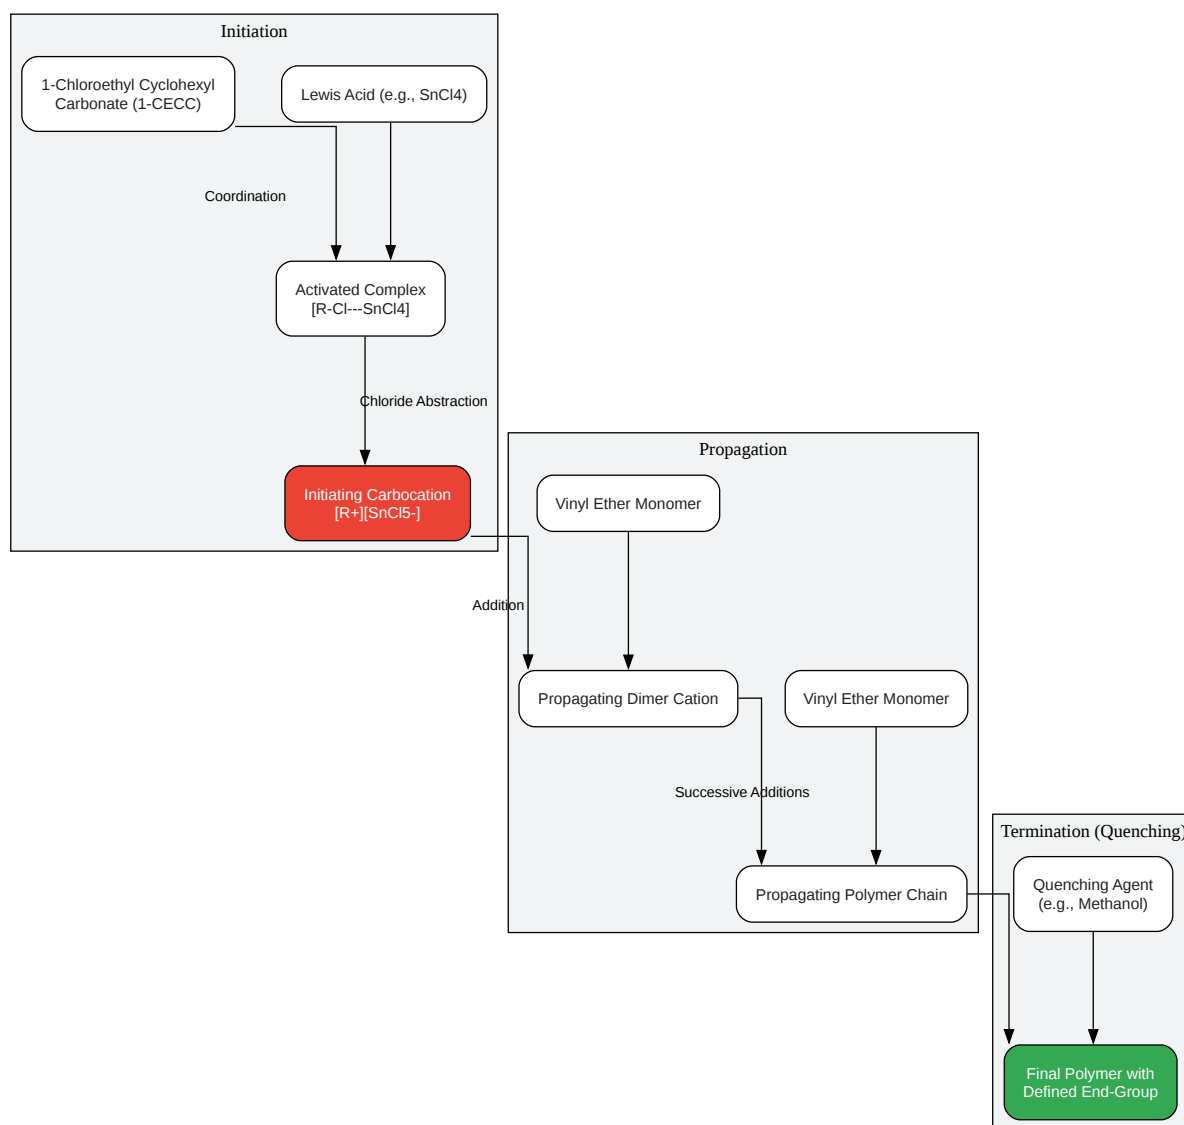 Initiation
1-Chloroethyl Cyclohexyl
Carbonate (1-CECC)
Lewis Acid (e.g., SnCl4)
Coordination
Activated Complex
[R-Cl---SnCl4]
Chloride Abstraction
Initiating Carbocation
[R+][SnCl5-]
Propagation
Vinyl Ether Monomer
Addition
Propagating Dimer Cation
Vinyl Ether Monomer
Successive Additions
Propagating Polymer Chain
Termination (Quenching)
Quenching Agent
(e.g., Methanol)
Final Polymer with
Defined End-Group